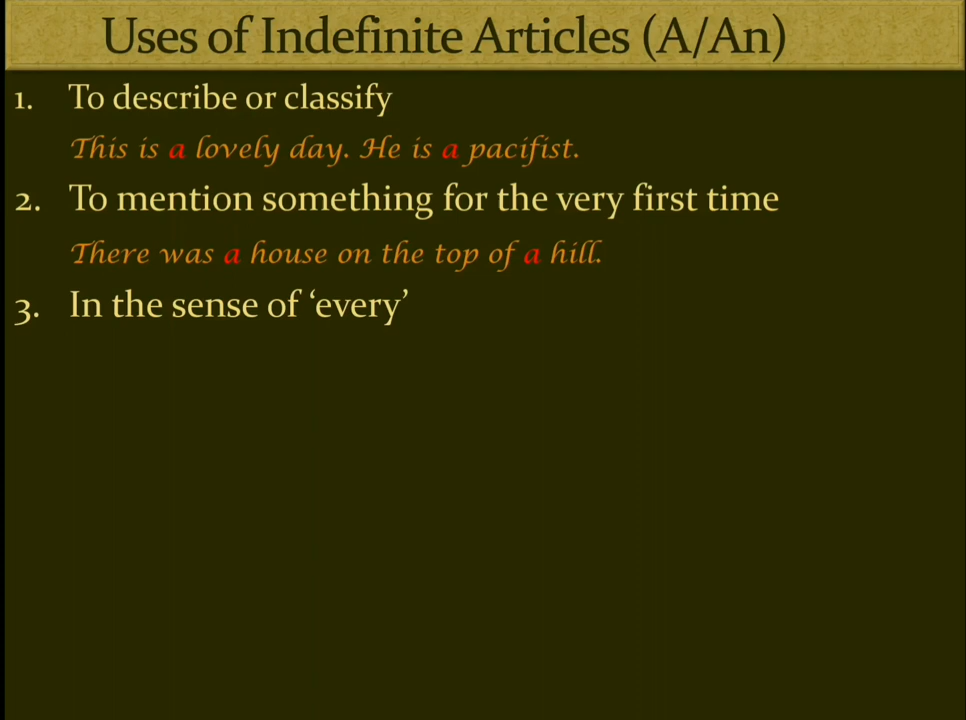 Uses of Indefinite Articles (A/An)
1. To describe or classify
This is a lovely day. He is a pacifist.
2. To mention something for the very first time
There was a house on the top of a hill.
3. In the sense of ‘every’